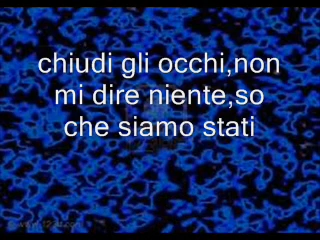 chiudi gli occhi,non
mi dire niente,so
che siamo stati